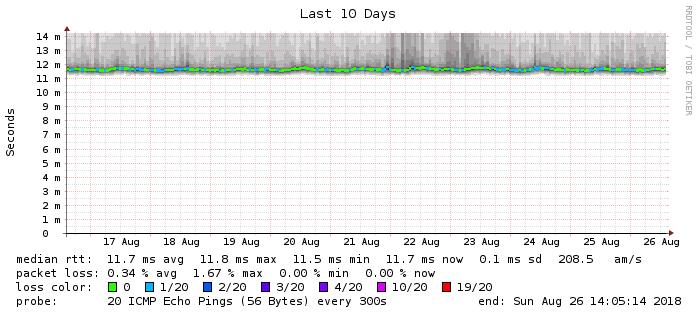 Last 10 Days
RRDTOOL / TOBI OETIKER
Seconds
14 m
13 m
12 m
11 m
10 m
9 m
8 m
7 m
6 m
5 m
4 m
3 m
2 m
1 m
0
17 Aug 18 Aug 19 Aug 20 Aug 21 Aug 22 Aug 23 Aug 24 Aug 25 Aug 26 Aug
median rtt: 11.7 ms avg 11.8 ms max 11.5 ms min 11.7 ms now 0.1 ms sd 208.5 am/s
packet loss: 0.34 % avg 1.67 % max 0.00 % min 0.00 % now
loss color: 0 1/20 2/20 3/20 4/20 10/20 19/20
probe: 20 ICMP Echo Pings (56 Bytes) every 300s end: Sun Aug 26 14:05:14 2018